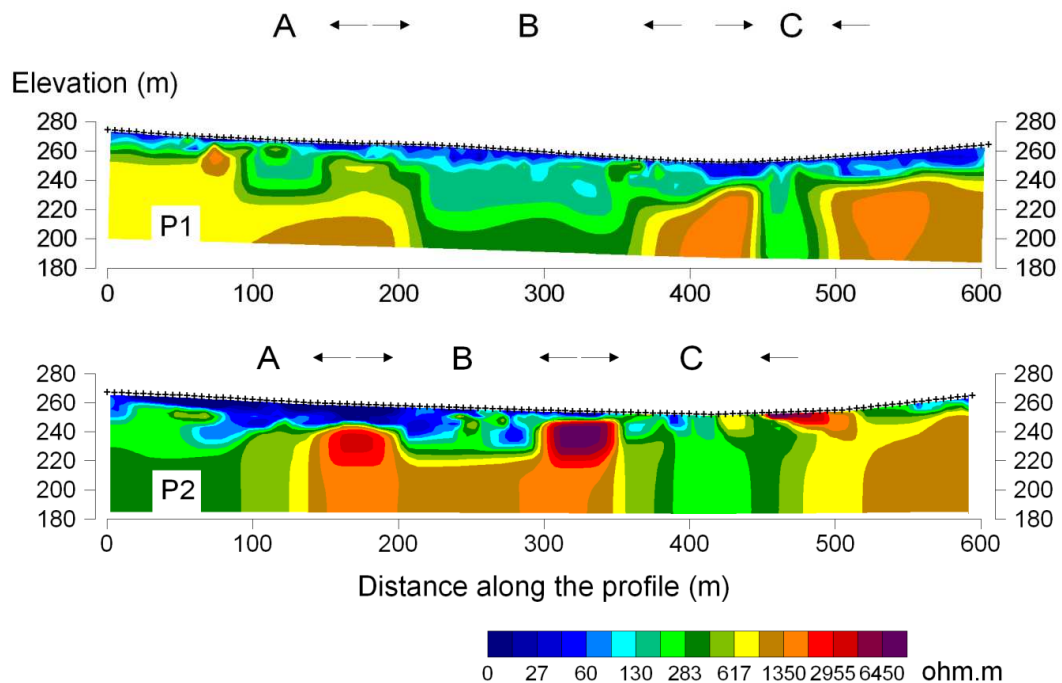 A B C
Elevation (m)
280 280
260 260
240 240
220 220
P1
200 200
180 180
0 100 200 300 400 500 600
A B C
280 280
260 260
240 240
220 220
P2
200 200
180 180
0 100 200 300 400 500 600
Distance along the profile (m)
0 27 60 130 283 617 1350 2955 6450 ohm.m